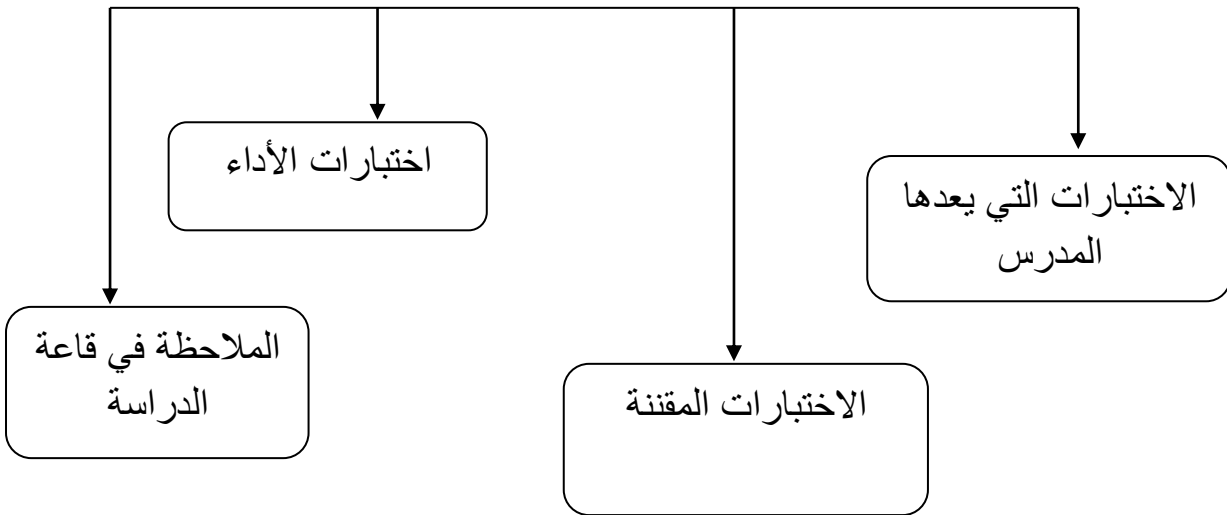 الاختبارات التي يعدها
المدرس
الاختبارات المقننة
اختبارات الأداء
الملاحظة في قاعة
الدراسة